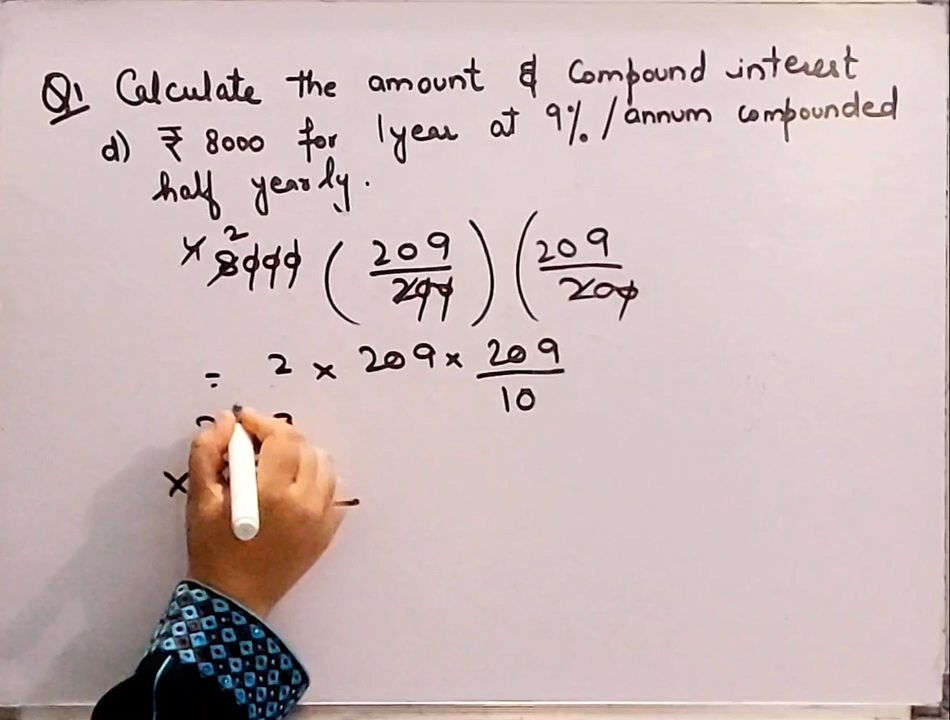 Q1 Calculate the amount & Compound interest
d) ₹ 8000 for 1 year at 9% / annum compounded
half yearly.
2
8000 (209/200) (209/200
= 2 × 209 × 209/10
×